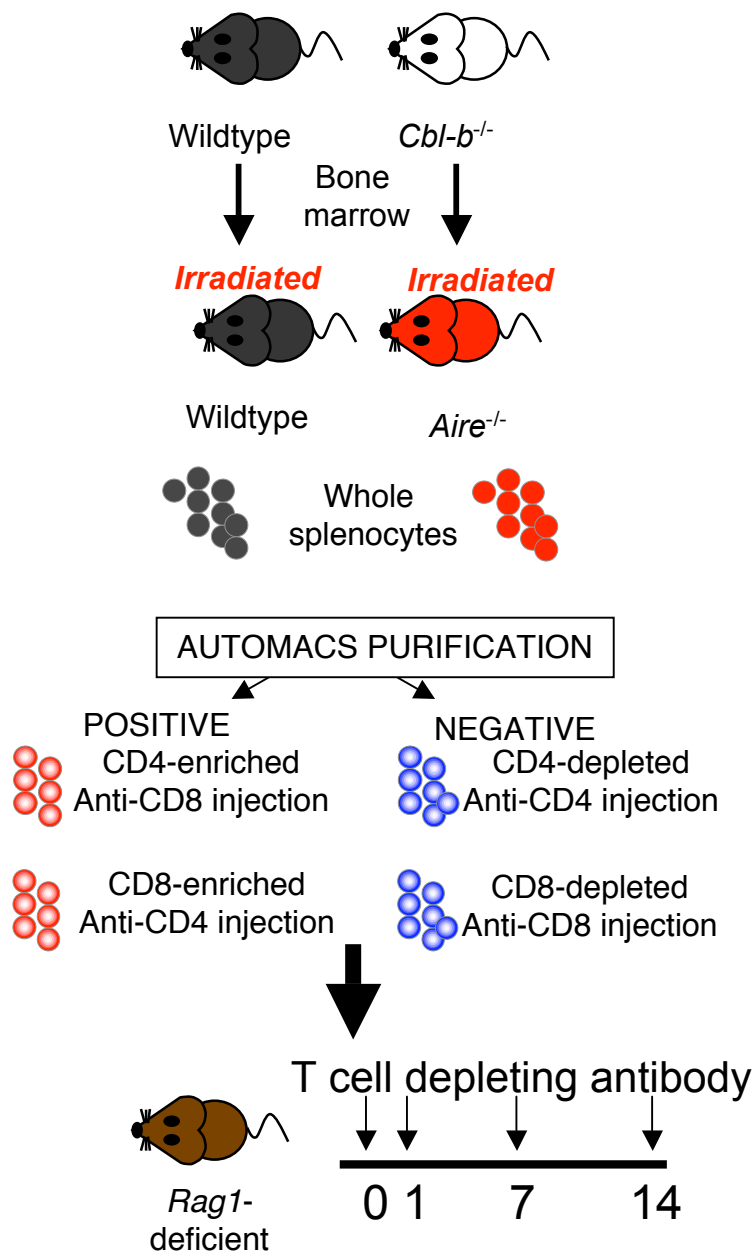 Wildtype
Cbl-b-/-
Bone
marrow
Irradiated
Irradiated
Wildtype
Aire-/-
Whole
splenocytes
AUTOMACS PURIFICATION
POSITIVE
CD4-enriched
Anti-CD8 injection
NEGATIVE
CD4-depleted
Anti-CD4 injection
CD8-enriched
Anti-CD4 injection
CD8-depleted
Anti-CD8 injection
T cell depleting antibody
0 1 7 14
Rag1-
deficient